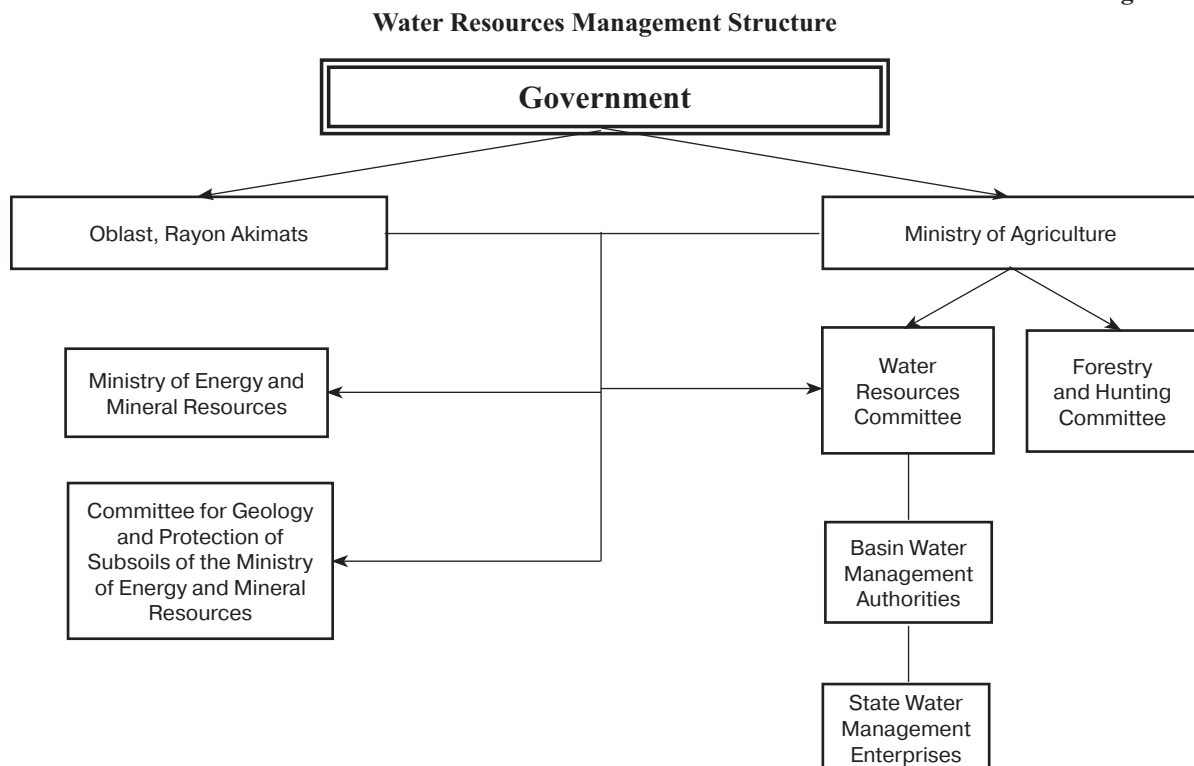 Water Resources Management Structure
Government
Oblast, Rayon Akimats
Ministry of Agriculture
Ministry of Energy and
Mineral Resources
Water
Resources
Committee
Forestry
and Hunting
Committee
Committee for Geology
and Protection of
Subsoils of the Ministry
of Energy and Mineral
Resources
Basin Water
Management
Authorities
State Water
Management
Enterprises